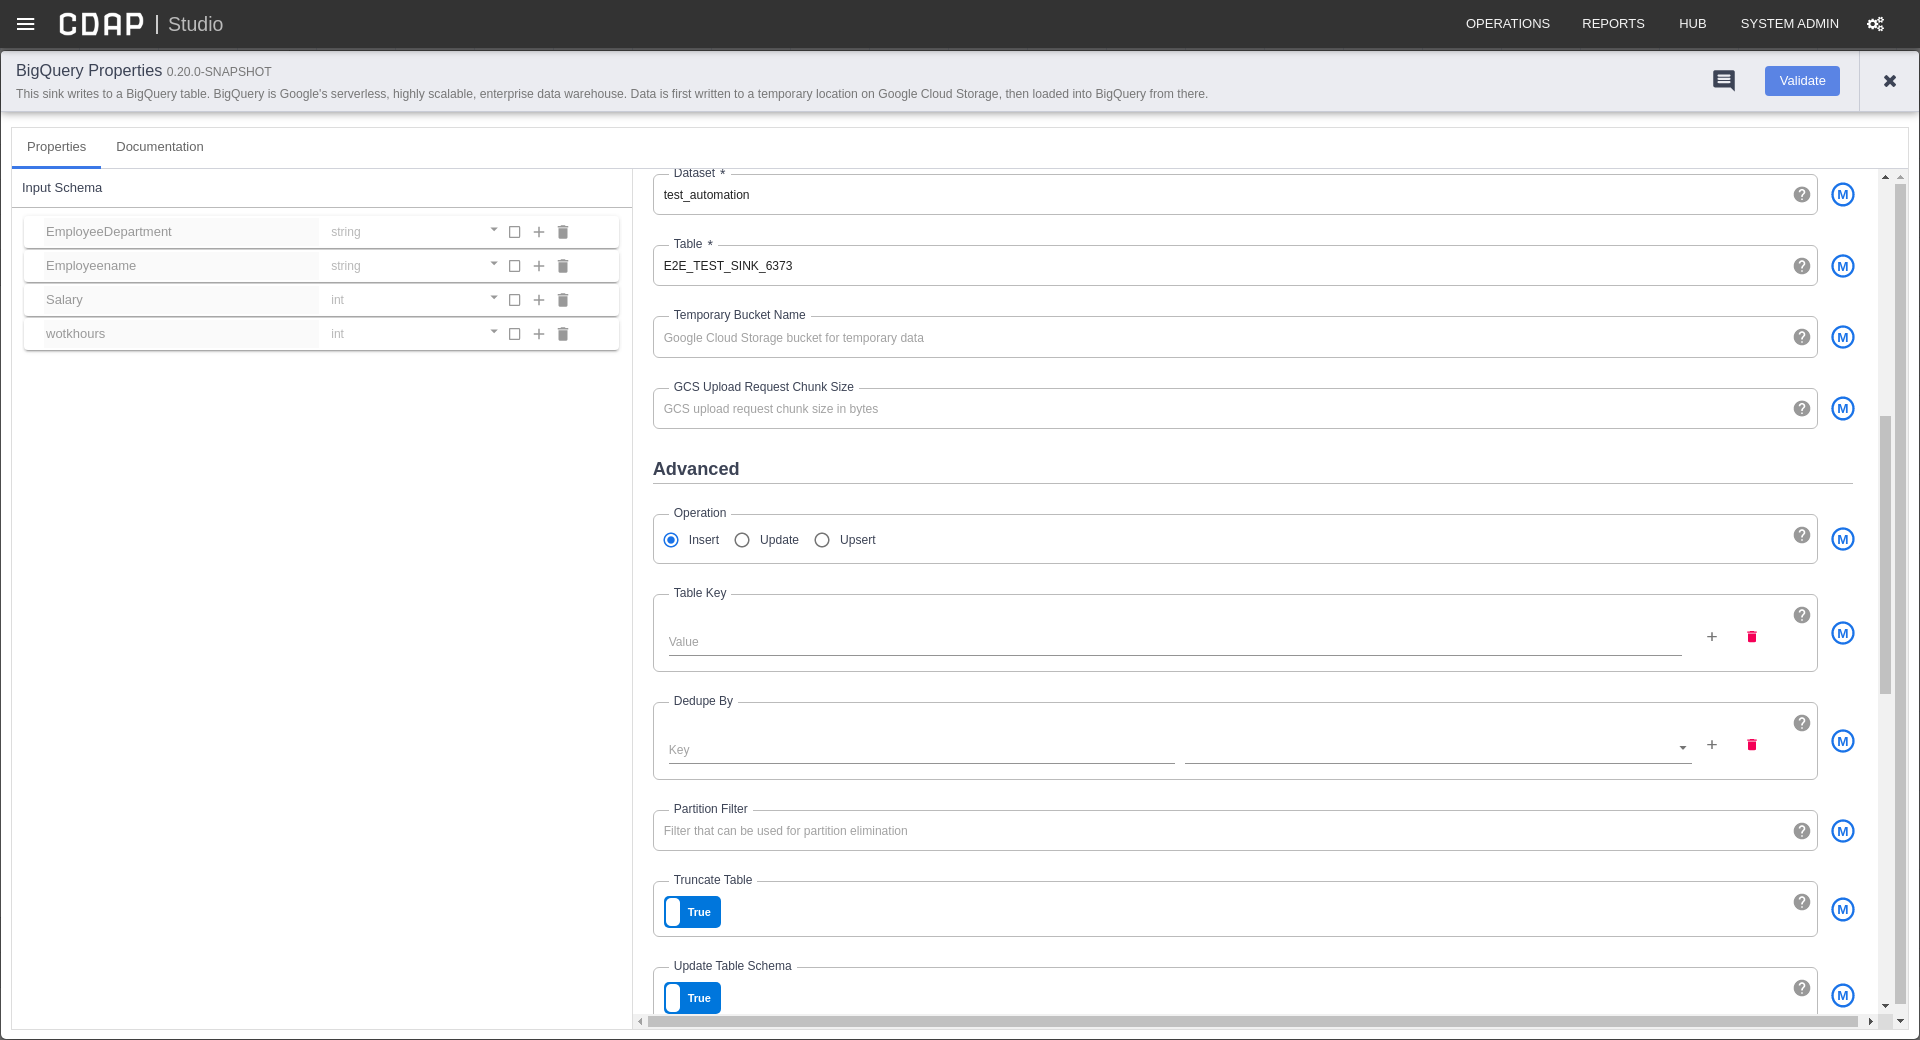 CDAP | Studio
OPERATIONS REPORTS HUB SYSTEM ADMIN
BigQuery Properties 0.20.0-SNAPSHOT
This sink writes to a BigQuery table. BigQuery is Google's serverless, highly scalable, enterprise data warehouse. Data is first written to a temporary location on Google Cloud Storage, then loaded into BigQuery from there.
Validate
Properties Documentation
Input Schema
EmployeeDepartment string
Employeename string
Salary int
wotkhours int
Dataset *
test_automation
M
Table *
E2E_TEST_SINK_6373
M
Temporary Bucket Name
Google Cloud Storage bucket for temporary data
M
GCS Upload Request Chunk Size
GCS upload request chunk size in bytes
M
Advanced
Operation
Insert Update Upsert
M
Table Key
Value
M
Dedupe By
Key
M
Partition Filter
Filter that can be used for partition elimination
M
Truncate Table
True
M
Update Table Schema
True
M